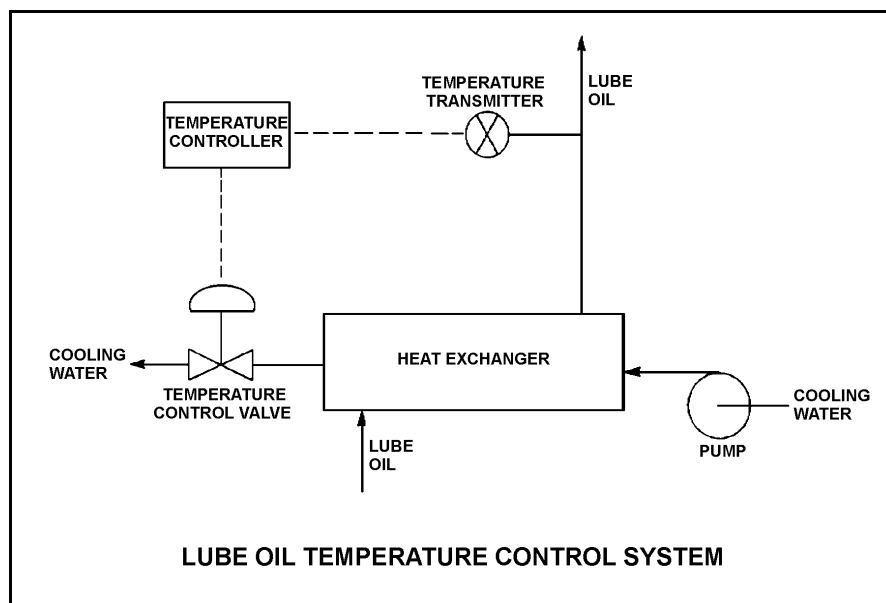 TEMPERATURE
TRANSMITTER
LUBE
OIL
TEMPERATURE
CONTROLLER
HEAT EXCHANGER
COOLING
WATER
TEMPERATURE
CONTROL VALVE
COOLING
WATER
LUBE
OIL
PUMP
LUBE OIL TEMPERATURE CONTROL SYSTEM